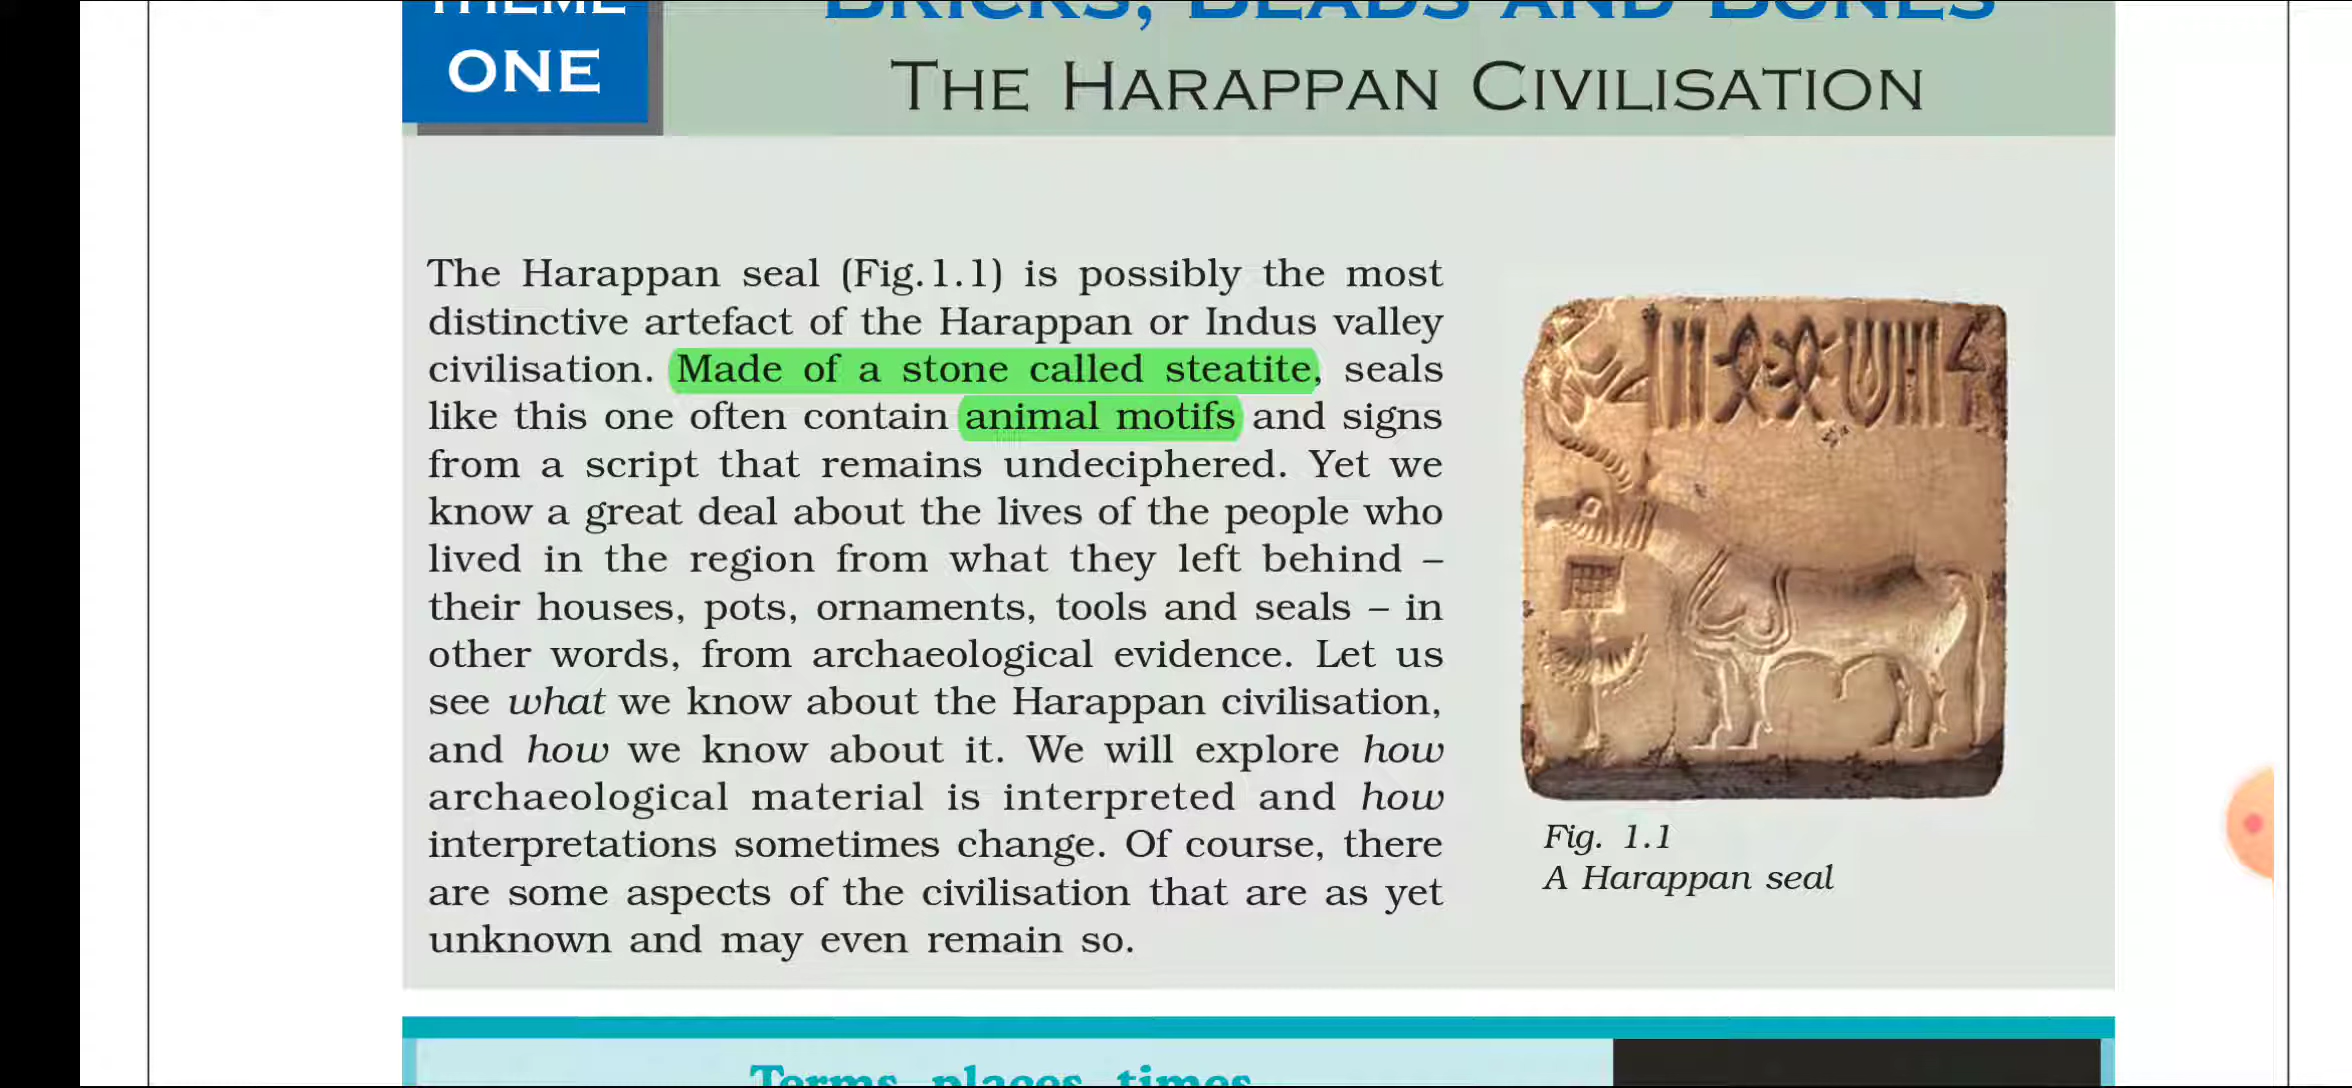 THEME
ONE
BRICKS, BEADS AND BONES
THE HARAPPAN CIVILISATION
The Harappan seal (Fig.1.1) is possibly the most
distinctive artefact of the Harappan or Indus valley
civilisation. Made of a stone called steatite, seals
like this one often contain animal motifs and signs
from a script that remains undeciphered. Yet we
know a great deal about the lives of the people who
lived in the region from what they left behind –
their houses, pots, ornaments, tools and seals – in
other words, from archaeological evidence. Let us
see what we know about the Harappan civilisation,
and how we know about it. We will explore how
archaeological material is interpreted and how
interpretations sometimes change. Of course, there
are some aspects of the civilisation that are as yet
unknown and may even remain so.
Fig. 1.1
A Harappan seal
Terms, places, times